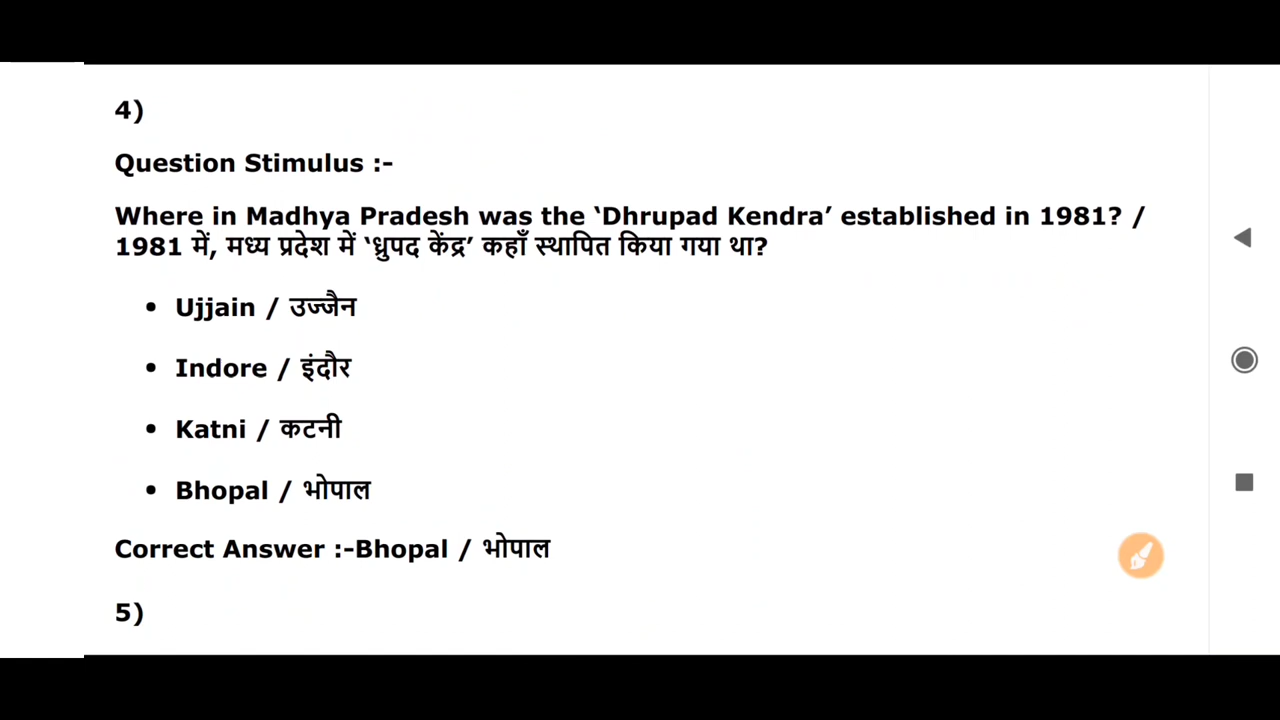 4)
Question Stimulus :-
Where in Madhya Pradesh was the ‘Dhrupad Kendra’ established in 1981? /
1981 में, मध्य प्रदेश में ‘ध्रुपद केंद्र’ कहाँ स्थापित किया गया था?
• Ujjain / उज्जैन
• Indore / इंदौर
• Katni / कटनी
• Bhopal / भोपाल
Correct Answer :-Bhopal / भोपाल
5)